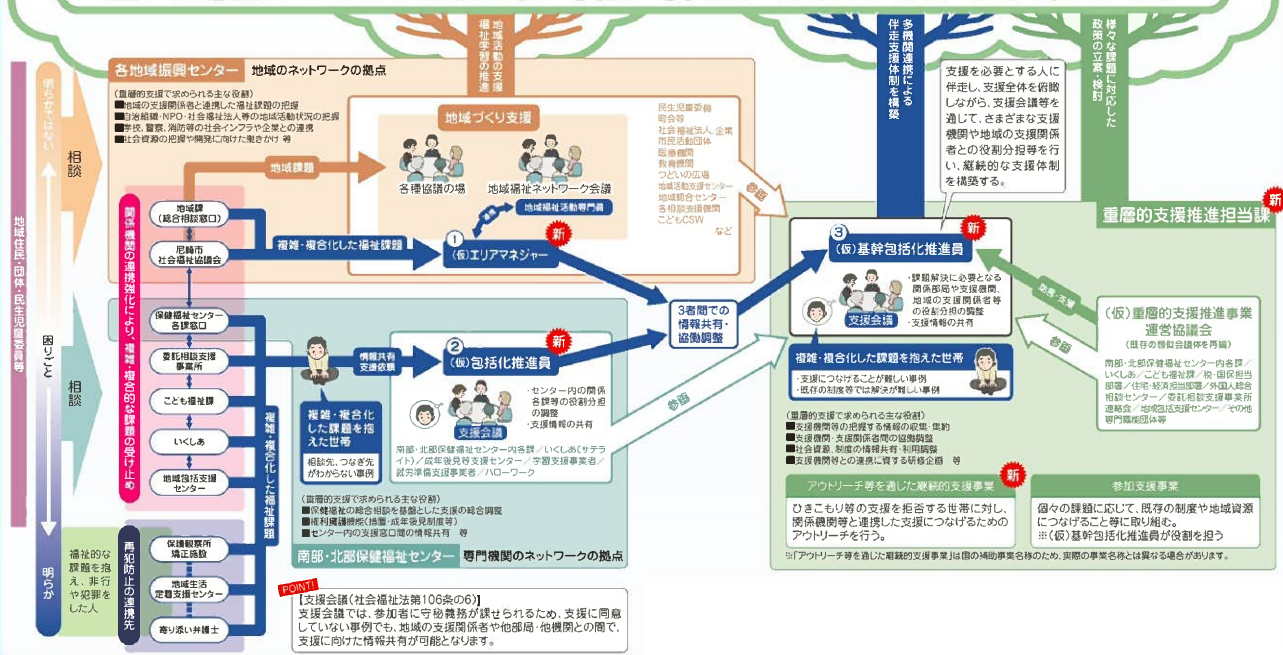 地域活動の支援
福祉学習の推進
多機関連携による
伴走支援体制を構築
様々な課題に対応した
政策の立案・検討
地域住民・団体・民生児童委員等
明らかではない
困りごと
明らか
相談
相談
各地域振興センター 地域のネットワークの拠点
(重層的支援で求められる主な役割)
■地域の支援関係者と連携した福祉課題の把握
■自治組織・NPO・社会福祉法人等の地域活動状況の把握
■学校、警察、消防等の社会インフラや企業との連携
■社会資源の把握や開発に向けた働きかけ 等
地域づくり支援
地域課題
各種協議の場
地域福祉ネットワーク会議
連携
地域福祉活動専門員
民生児童委員
町会等
社会福祉法人、企業
市民活動団体
医療機関
教育機関
つどいの広場
地域活動支援センター
地域総合センター
各相談支援機関
こどもCSW
など
参画
関係機関の連携強化により、複雑・複合的な課題の受け止め
地域課
(総合相談窓口)
尼崎市
社会福祉協議会
保健福祉センター
各課窓口
委託相談支援
事業所
こども福祉課
いくしあ
地域包括支援
センター
複雑・複合化した福祉課題
① 新
(仮)エリアマネジャー
複雑・複合化した福祉課題
情報共有
支援依頼
複雑・複合化
した課題を抱
えた世帯
相談先、つなぎ先
がわからない事例
② 新
(仮)包括化推進員
支援会議
・センター内の関係
各課等の役割分担
の調整
・支援情報の共有
南部・北部保健福祉センター内各課/いくしあ(サテラ
イト)/成年後見等支援センター/学習支援事業者/
就労準備支援事業者/ハローワーク
(重層的支援で求められる主な役割)
■保健福祉の総合相談を基盤とした支援の総合調整
■権利擁護機能(措置・成年後見制度等)
■センター内の支援窓口間の情報共有 等
南部・北部保健福祉センター 専門機関のネットワークの拠点
3者間での
情報共有・
協働調整
参画
支援を必要とする人に
伴走し、支援全体を俯瞰
しながら、支援会議等を
通じて、さまざまな支援
機関や地域の支援関係
者との役割分担等を行
い、継続的な支援体制
を構築する。
重層的支援推進担当課 新
③ 新
(仮)基幹包括化推進員
支援会議
・課題解決に必要となる
関係部局や支援機関、
地域の支援関係者等
の役割分担の調整
・支援情報の共有
複雑・複合化した課題を抱えた世帯
・支援につなげることが難しい事例
・既存の制度等では解決が難しい事例
助言・支援
参画
(仮)重層的支援推進事業
運営協議会
(既存の類似会議体を再編)
南部・北部保健福祉センター内各課/
いくしあ/こども福祉課/税・国保担当
部署/住宅・経済担当部署/外国人総合
相談センター/委託相談支援事業所
連絡会/地域包括支援センター/その他
専門職能団体等
(重層的支援で求められる主な役割)
■支援機関等の把握する情報の収集・集約
■支援機関・支援関係者間の協働調整
■社会資源、制度の情報共有・利用調整
■支援機関等との連携に資する研修企画 等
アウトリーチ等を通じた継続的支援事業 新
ひきこもり等の支援を拒否する世帯に対し、
関係機関等と連携した支援につなげるための
アウトリーチを行う。
参加支援事業
個々の課題に応じて、既存の制度や地域資源
につなげること等に取り組む。
※(仮)基幹包括化推進員が役割を担う
※「アウトリーチ等を通じた継続的支援事業」は国の補助事業名称のため、実際の事業名称とは異なる場合があります。
福祉的な
課題を抱
え、非行
や犯罪を
した人
再犯防止の連携先
保護観察所
矯正施設
地域生活
定着支援センター
寄り添い弁護士
POINT!
【支援会議(社会福祉法第106条の6)】
支援会議では、参加者に守秘義務が課せられるため、支援に同意
していない事例でも、地域の支援関係者や他部局・他機関との間で、
支援に向けた情報共有が可能となります。